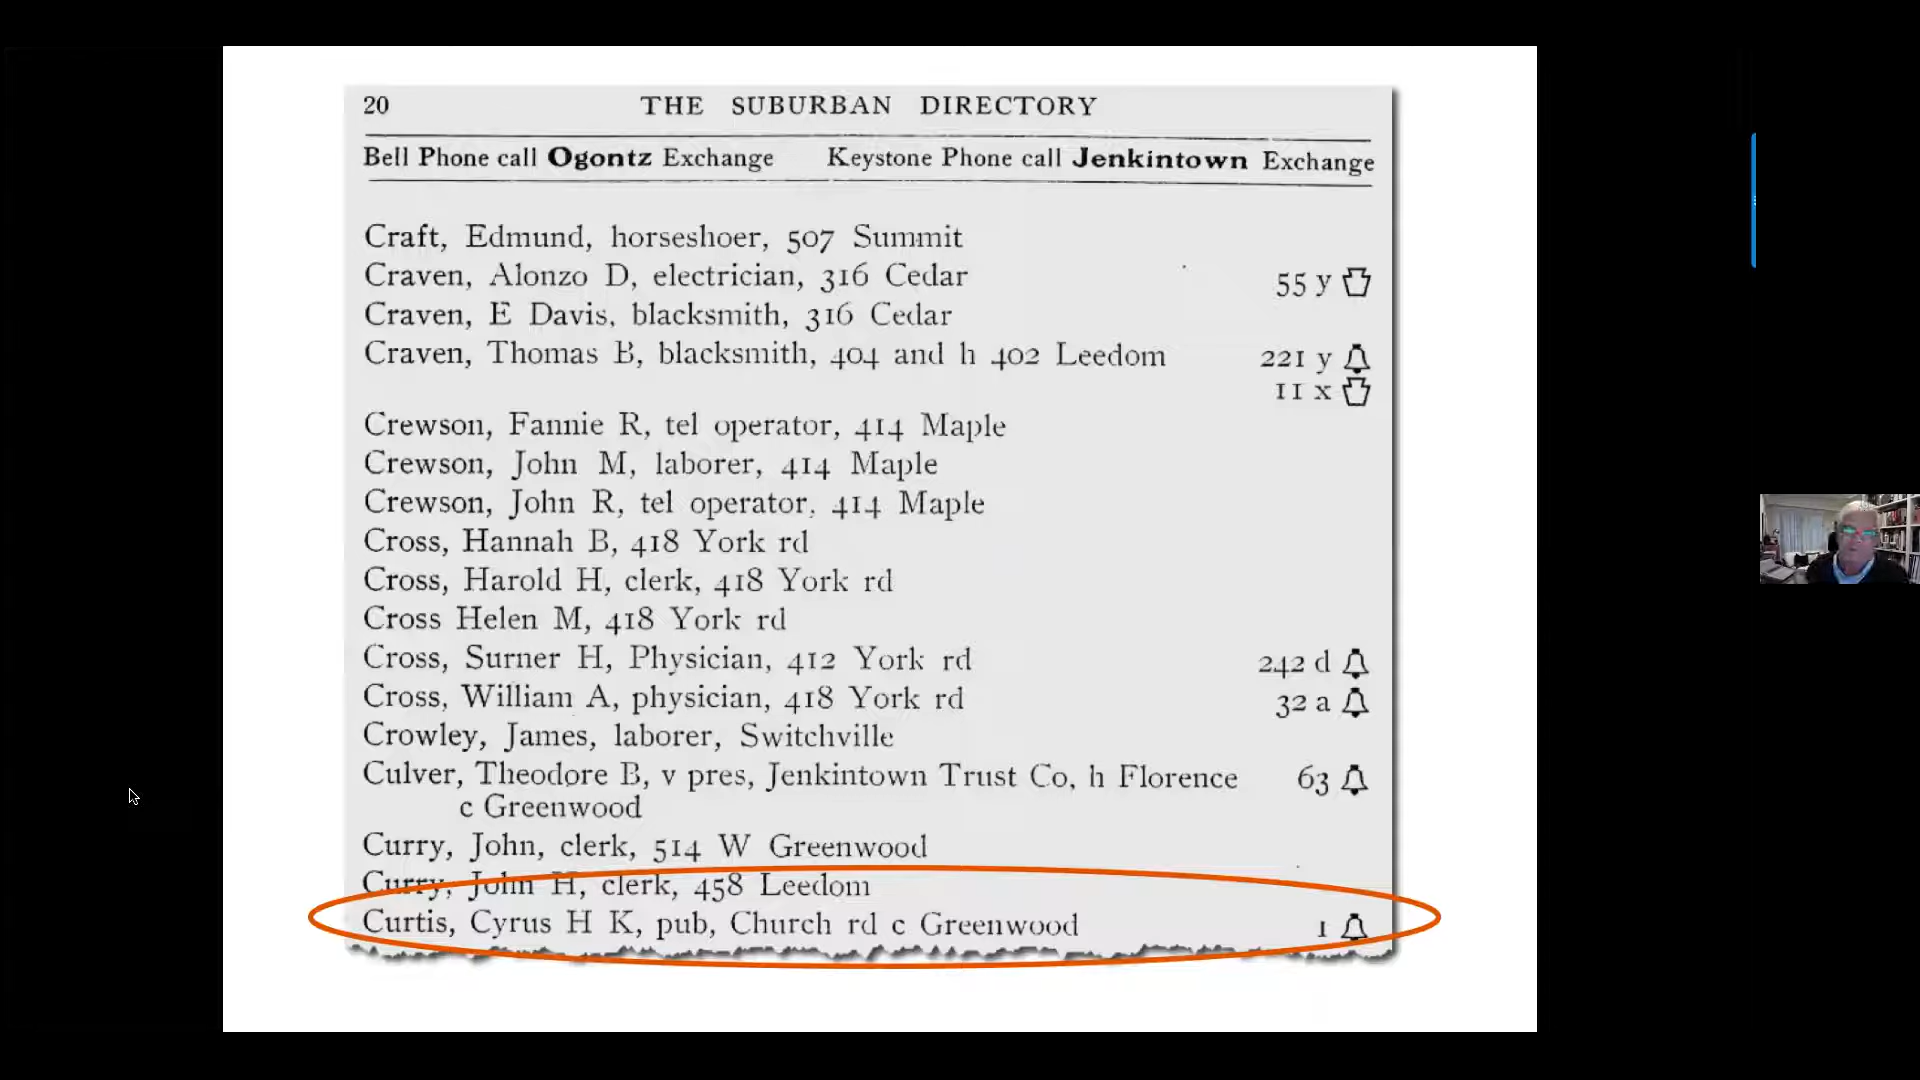 20 THE SUBURBAN DIRECTORY
Bell Phone call Ogontz Exchange Keystone Phone call Jenkintown Exchange
Craft, Edmund, horseshoer, 507 Summit
Craven, Alonzo D, electrician, 316 Cedar 55 y
Craven, E Davis, blacksmith, 316 Cedar
Craven, Thomas B, blacksmith, 404 and h 402 Leedom 221 y
11 x
Crewson, Fannie R, tel operator, 414 Maple
Crewson, John M, laborer, 414 Maple
Crewson, John R, tel operator, 414 Maple
Cross, Hannah B, 418 York rd
Cross, Harold H, clerk, 418 York rd
Cross Helen M, 418 York rd
Cross, Surner H, Physician, 412 York rd 242 d
Cross, William A, physician, 418 York rd 32 a
Crowley, James, laborer, Switchville
Culver, Theodore B, v pres, Jenkintown Trust Co, h Florence 63
c Greenwood
Curry, John, clerk, 514 W Greenwood
Curry, John H, clerk, 458 Leedom
Curtis, Cyrus H K, pub, Church rd c Greenwood 1